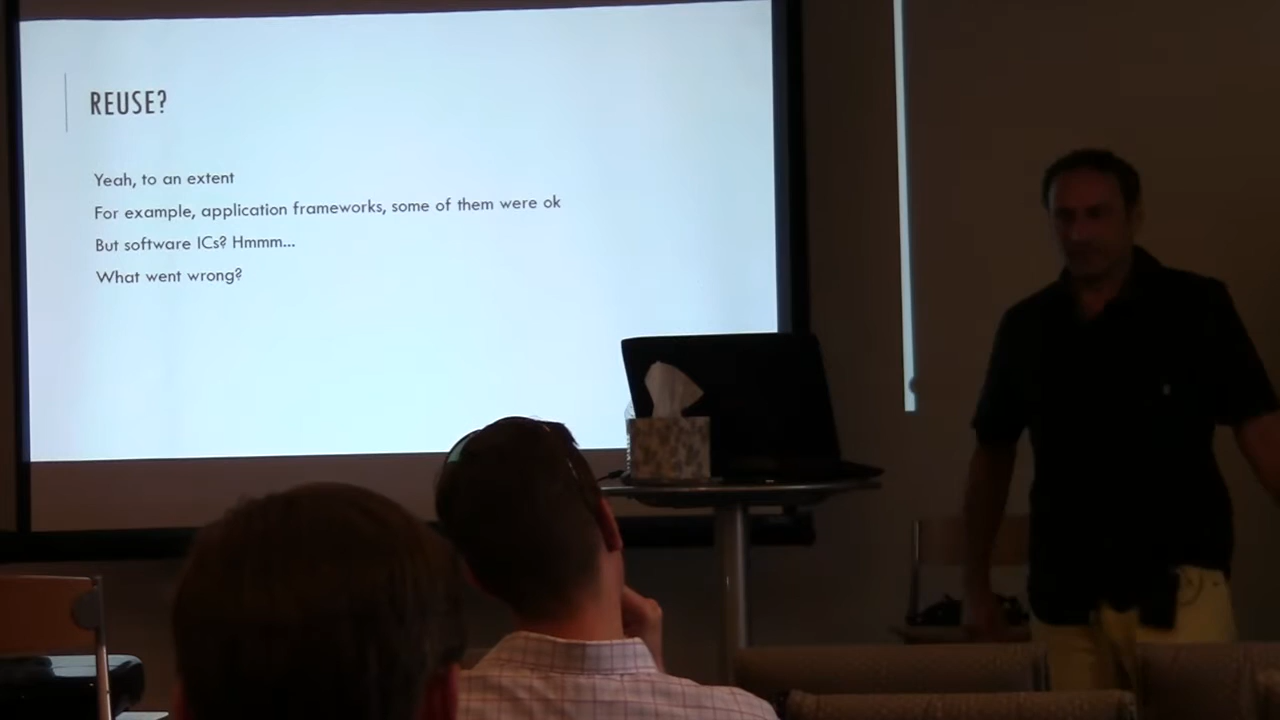 REUSE?
Yeah, to an extent
For example, application frameworks, some of them were ok
But software ICs? Hmmm...
What went wrong?